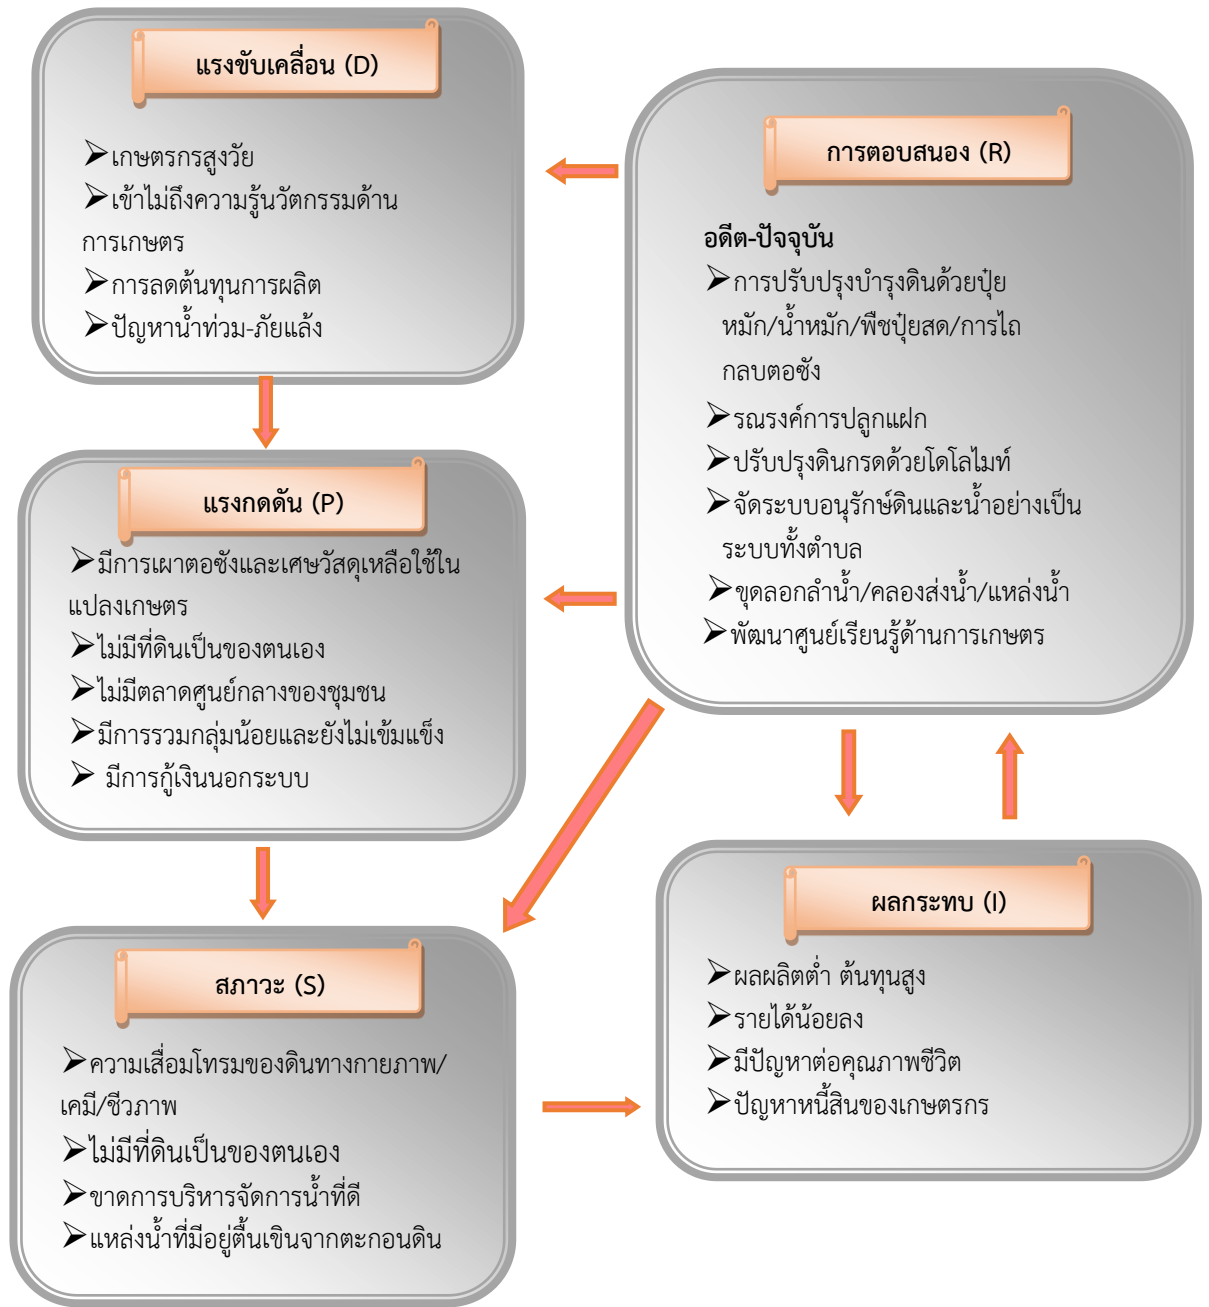 แรงขับเคลื่อน (D)
➢เกษตรกรสูงวัย
➢เข้าไม่ถึงความรู้นวัตกรรมด้าน
การเกษตร
➢การลดต้นทุนการผลิต
➢ปัญหาน้ำท่วม-ภัยแล้ง
แรงกดดัน (P)
➢มีการเผาตอซังและเศษวัสดุเหลือใช้ใน
แปลงเกษตร
➢ไม่มีที่ดินเป็นของตนเอง
➢ไม่มีตลาดศูนย์กลางของชุมชน
➢มีการรวมกลุ่มน้อยและยังไม่เข้มแข็ง
➢ มีการกู้เงินนอกระบบ
สภาวะ (S)
➢ความเสื่อมโทรมของดินทางกายภาพ/
เคมี/ชีวภาพ
➢ไม่มีที่ดินเป็นของตนเอง
➢ขาดการบริหารจัดการน้ำที่ดี
➢แหล่งน้ำที่มีอยู่ตื้นเขินจากตะกอนดิน
การตอบสนอง (R)
อดีต-ปัจจุบัน
➢การปรับปรุงบำรุงดินด้วยปุ๋ย
หมัก/น้ำหมัก/พืชปุ๋ยสด/การไถ
กลบตอซัง
➢รณรงค์การปลูกแฝก
➢ปรับปรุงดินกรดด้วยโดโลไมท์
➢จัดระบบอนุรักษ์ดินและน้ำอย่างเป็น
ระบบทั้งตำบล
➢ขุดลอกลำน้ำ/คลองส่งน้ำ/แหล่งน้ำ
➢พัฒนาศูนย์เรียนรู้ด้านการเกษตร
ผลกระทบ (I)
➢ผลผลิตต่ำ ต้นทุนสูง
➢รายได้น้อยลง
➢มีปัญหาต่อคุณภาพชีวิต
➢ปัญหาหนี้สินของเกษตรกร